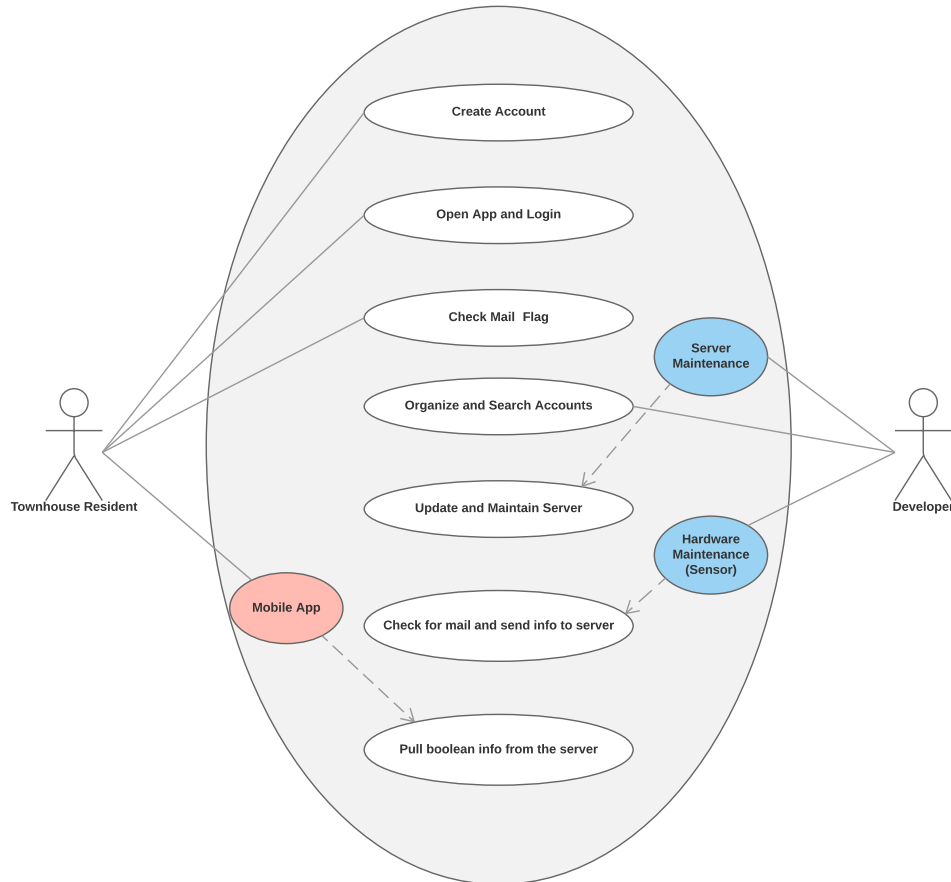 Create Account
Open App and Login
Check Mail  Flag
Server
Maintenance
Organize and Search Accounts
Townhouse Resident
Developer
Update and Maintain Server
Hardware
Maintenance
(Sensor)
Mobile App
Check for mail and send info to server
Pull boolean info from the server